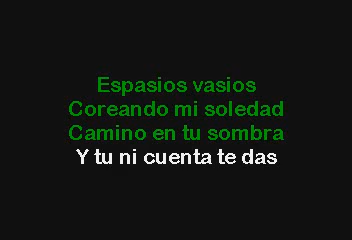 Espasios vasios
Coreando mi soledad
Camino en tu sombra
Y tu ni cuenta te das